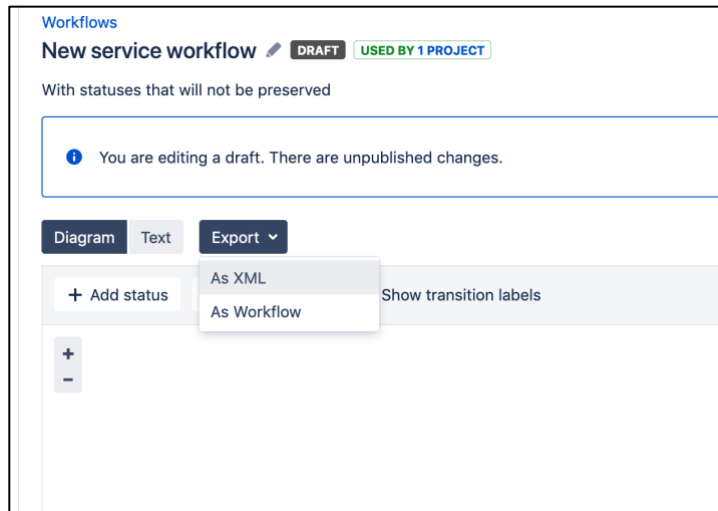 Workflows
New service workflow DRAFT USED BY 1 PROJECT
With statuses that will not be preserved
You are editing a draft. There are unpublished changes.
Diagram Text Export
As XML
+ Add status Show transition labels
As Workflow
+
−